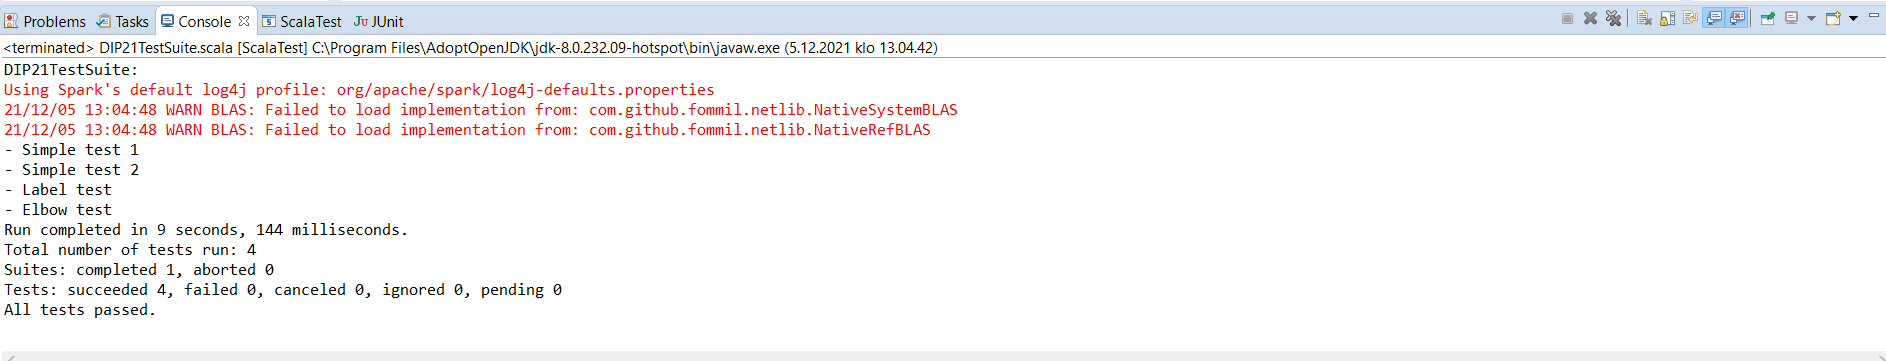 Problems Tasks Console ScalaTest JUnit
<terminated> DIP21TestSuite.scala [ScalaTest] C:\Program Files\AdoptOpenJDK\jdk-8.0.232.09-hotspot\bin\javaw.exe (5.12.2021 klo 13.04.42)
DIP21TestSuite:
Using Spark's default log4j profile: org/apache/spark/log4j-defaults.properties
21/12/05 13:04:48 WARN BLAS: Failed to load implementation from: com.github.fommil.netlib.NativeSystemBLAS
21/12/05 13:04:48 WARN BLAS: Failed to load implementation from: com.github.fommil.netlib.NativeRefBLAS
- Simple test 1
- Simple test 2
- Label test
- Elbow test
Run completed in 9 seconds, 144 milliseconds.
Total number of tests run: 4
Suites: completed 1, aborted 0
Tests: succeeded 4, failed 0, canceled 0, ignored 0, pending 0
All tests passed.